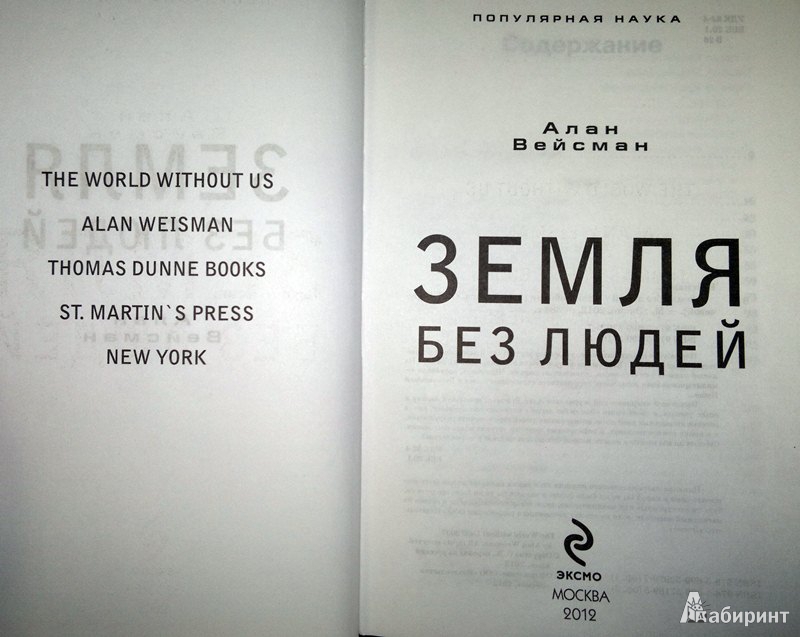 THE WORLD WITHOUT US
ALAN WEISMAN
THOMAS DUNNE BOOKS
ST. MARTIN`S PRESS
NEW YORK
ПОПУЛЯРНАЯ НАУКА
Содержание
Алан
Вейсман
ЗЕМЛЯ
БЕЗ ЛЮДЕЙ
ЭКСМО
МОСКВА
2012
Лабиринт